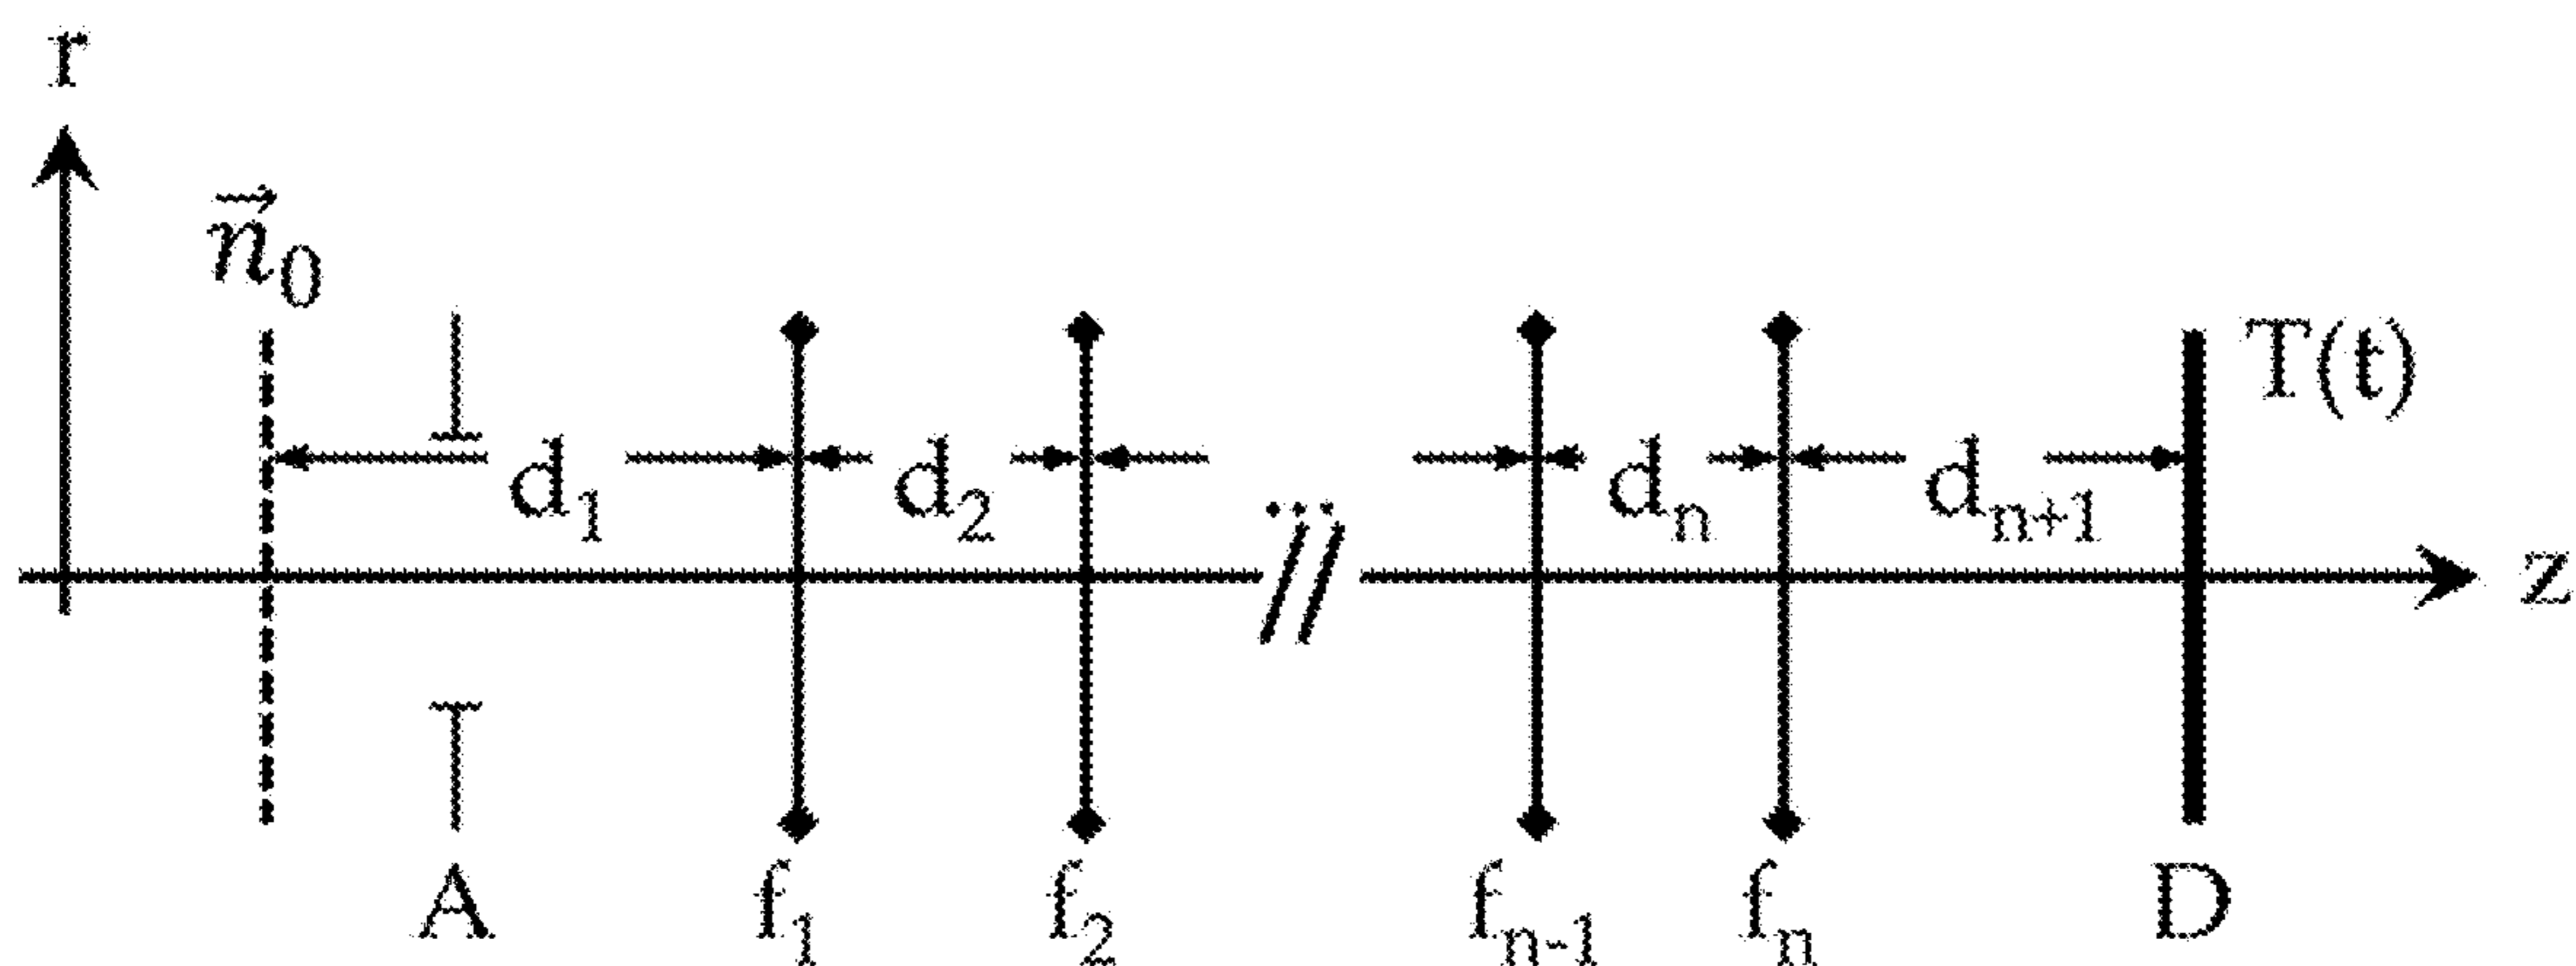 r
n⃗₀
T(t)
d₁ d₂ ... dₙ dₙ₊₁
z
A f₁ f₂ fₙ₋₁ fₙ D